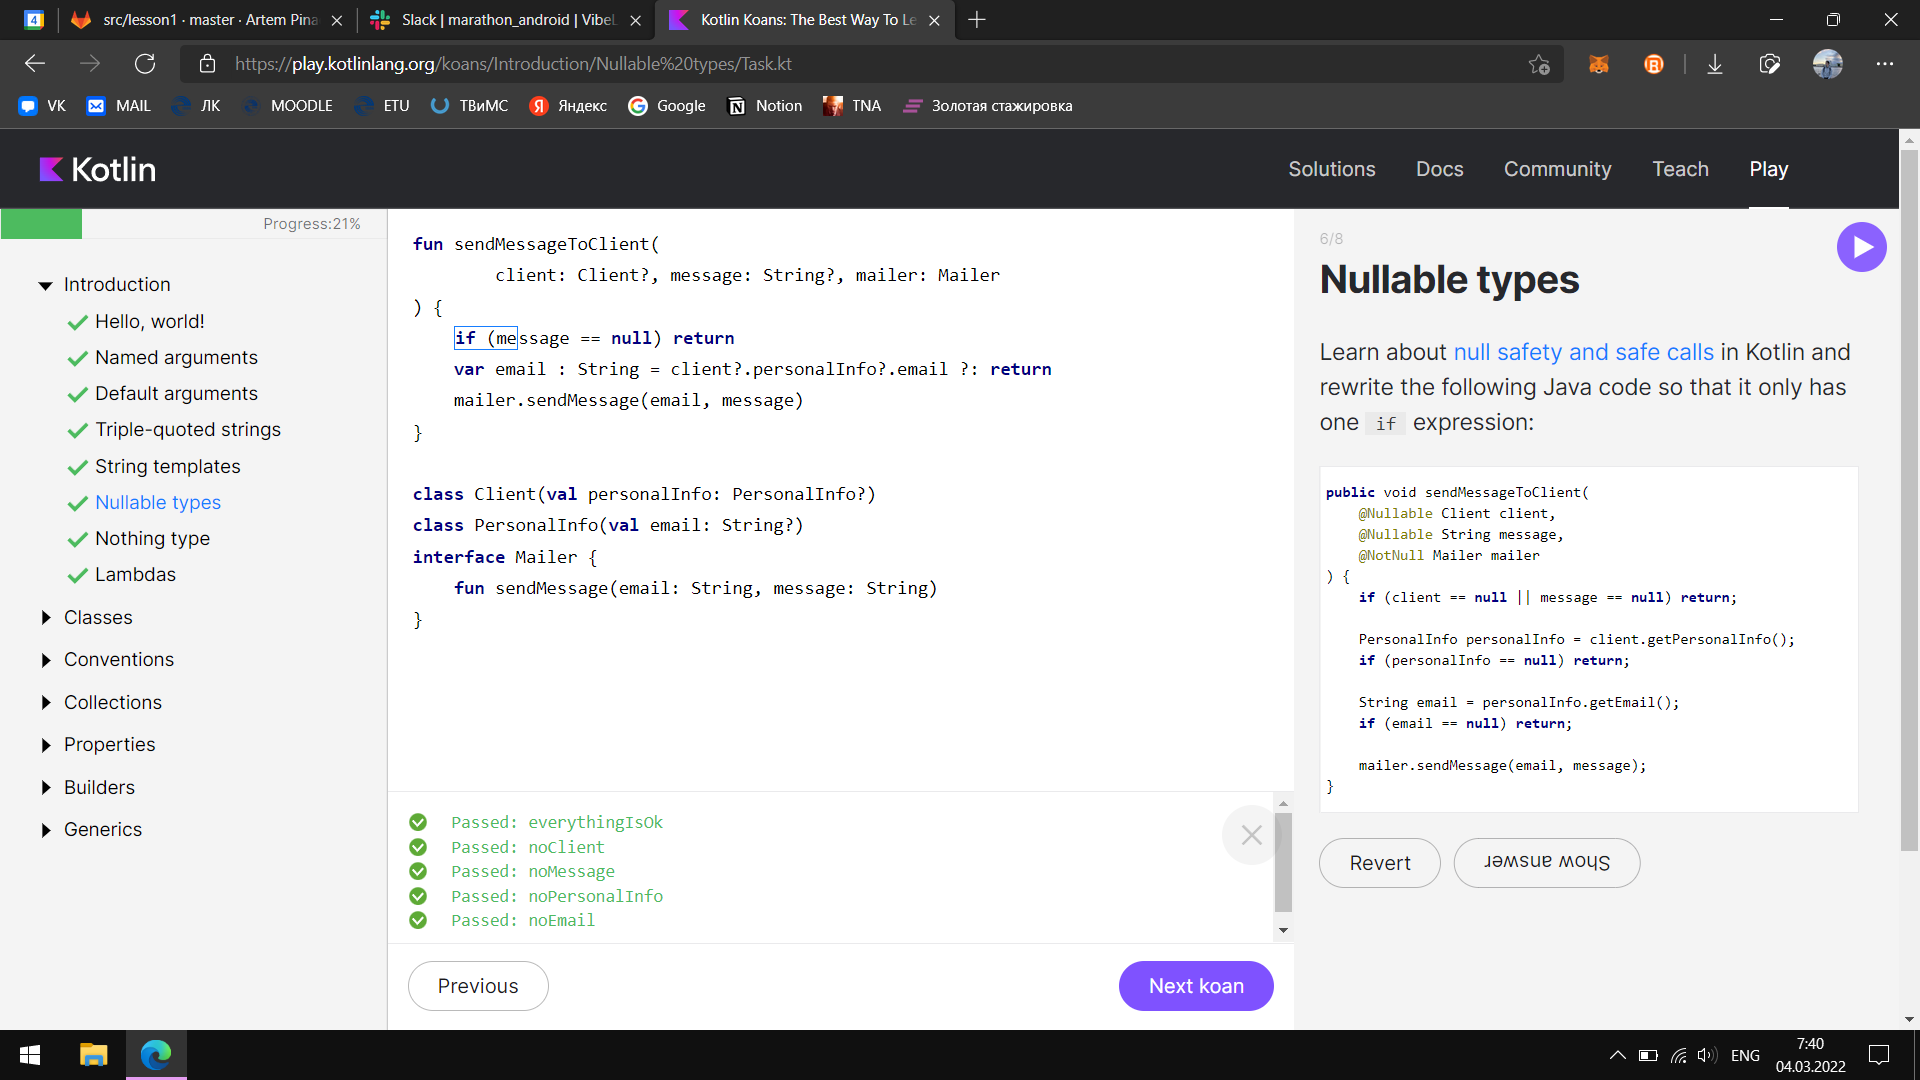 4
src/lesson1 · master · Artem Pina
Slack | marathon_android | VibeL
Kotlin Koans: The Best Way To Le
https://play.kotlinlang.org/koans/Introduction/Nullable%20types/Task.kt
VK
MAIL
ЛК
MOODLE
ETU
ТВиМС
Яндекс
Google
Notion
TNA
Золотая стажировка
Kotlin
Solutions
Docs
Community
Teach
Play
Progress:21%
Introduction
Hello, world!
Named arguments
Default arguments
Triple-quoted strings
String templates
Nullable types
Nothing type
Lambdas
Classes
Conventions
Collections
Properties
Builders
Generics
fun sendMessageToClient(
client: Client?, message: String?, mailer: Mailer
) {
if (message == null) return
var email : String = client?.personalInfo?.email ?: return
mailer.sendMessage(email, message)
}
class Client(val personalInfo: PersonalInfo?)
class PersonalInfo(val email: String?)
interface Mailer {
fun sendMessage(email: String, message: String)
}
Passed: everythingIsOk
Passed: noClient
Passed: noMessage
Passed: noPersonalInfo
Passed: noEmail
Previous
Next koan
6/8
Nullable types
Learn about null safety and safe calls in Kotlin and
rewrite the following Java code so that it only has
one if expression:
public void sendMessageToClient(
@Nullable Client client,
@Nullable String message,
@NotNull Mailer mailer
) {
if (client == null || message == null) return;
PersonalInfo personalInfo = client.getPersonalInfo();
if (personalInfo == null) return;
String email = personalInfo.getEmail();
if (email == null) return;
mailer.sendMessage(email, message);
}
Revert
Show answer
ENG
7:40
04.03.2022